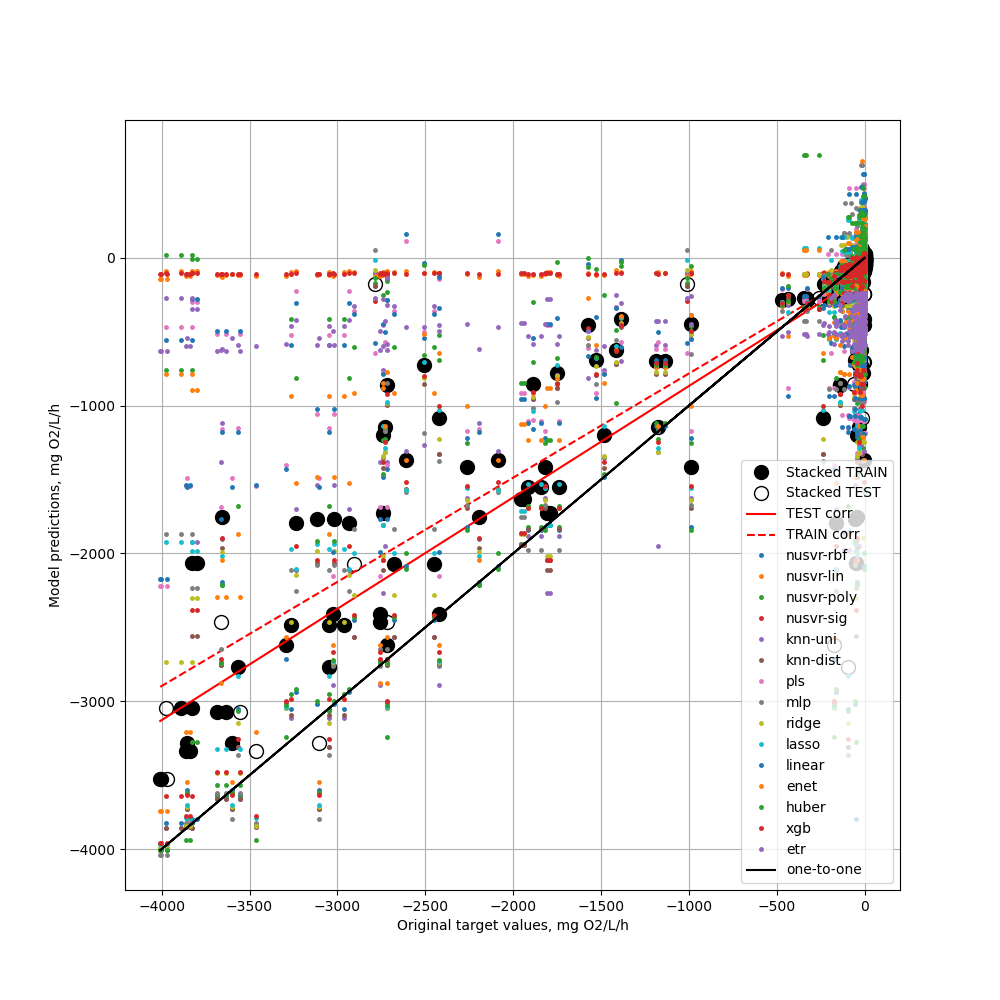 0
−1000
−2000
−3000
−4000
Model predictions, mg O2/L/h
Stacked TRAIN
Stacked TEST
TEST corr
TRAIN corr
nusvr-rbf
nusvr-lin
nusvr-poly
nusvr-sig
knn-uni
knn-dist
pls
mlp
ridge
lasso
linear
enet
huber
xgb
etr
one-to-one
−4000 −3500 −3000 −2500 −2000 −1500 −1000 −500 0
Original target values, mg O2/L/h